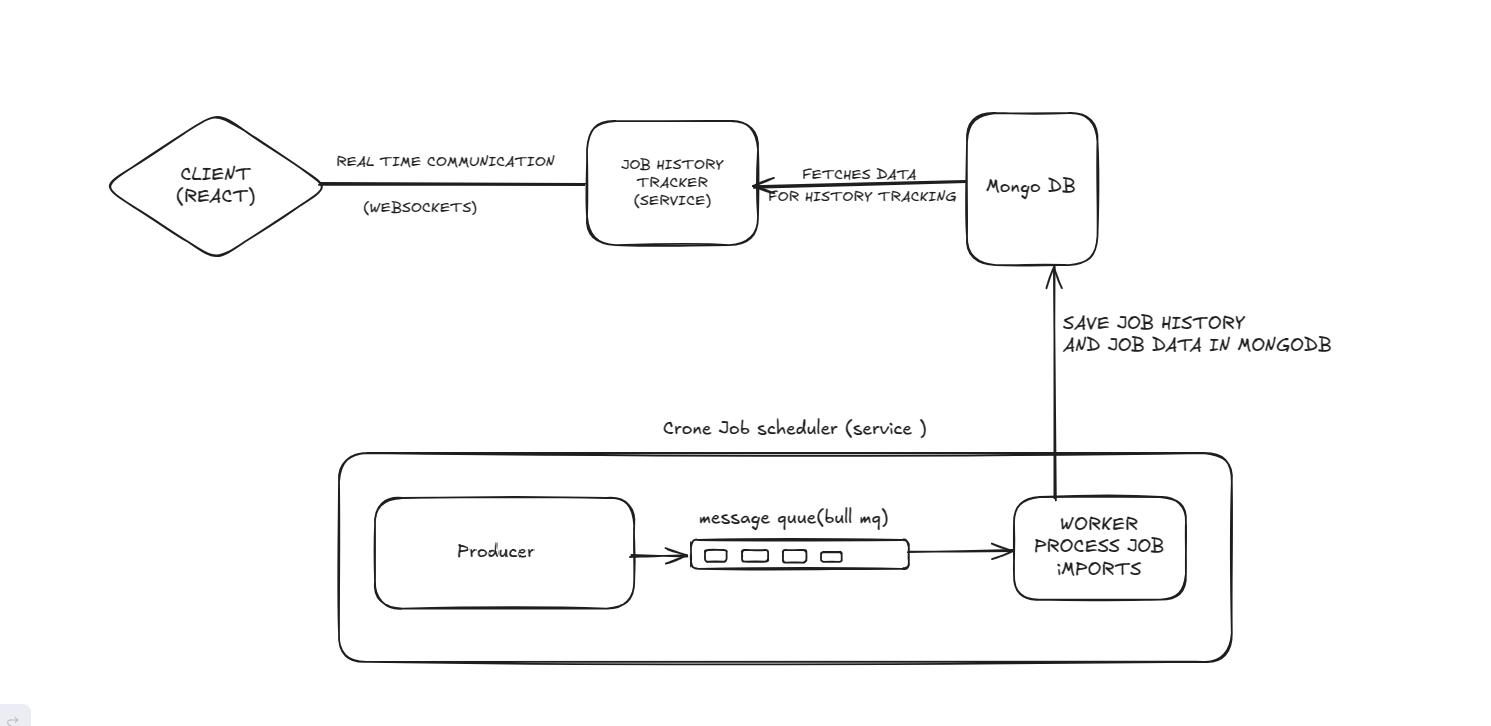 CLIENT
(REACT)
REAL TIME COMMUNICATION
(WEBSOCKETS)
JOB HISTORY
TRACKER
(SERVICE)
FETCHES DATA
FOR HISTORY TRACKING
Mongo DB
SAVE JOB HISTORY
AND JOB DATA IN MONGODB
Crone Job scheduler (service )
Producer
message quue(bull mq)
WORKER
PROCESS JOB
iMPORTS